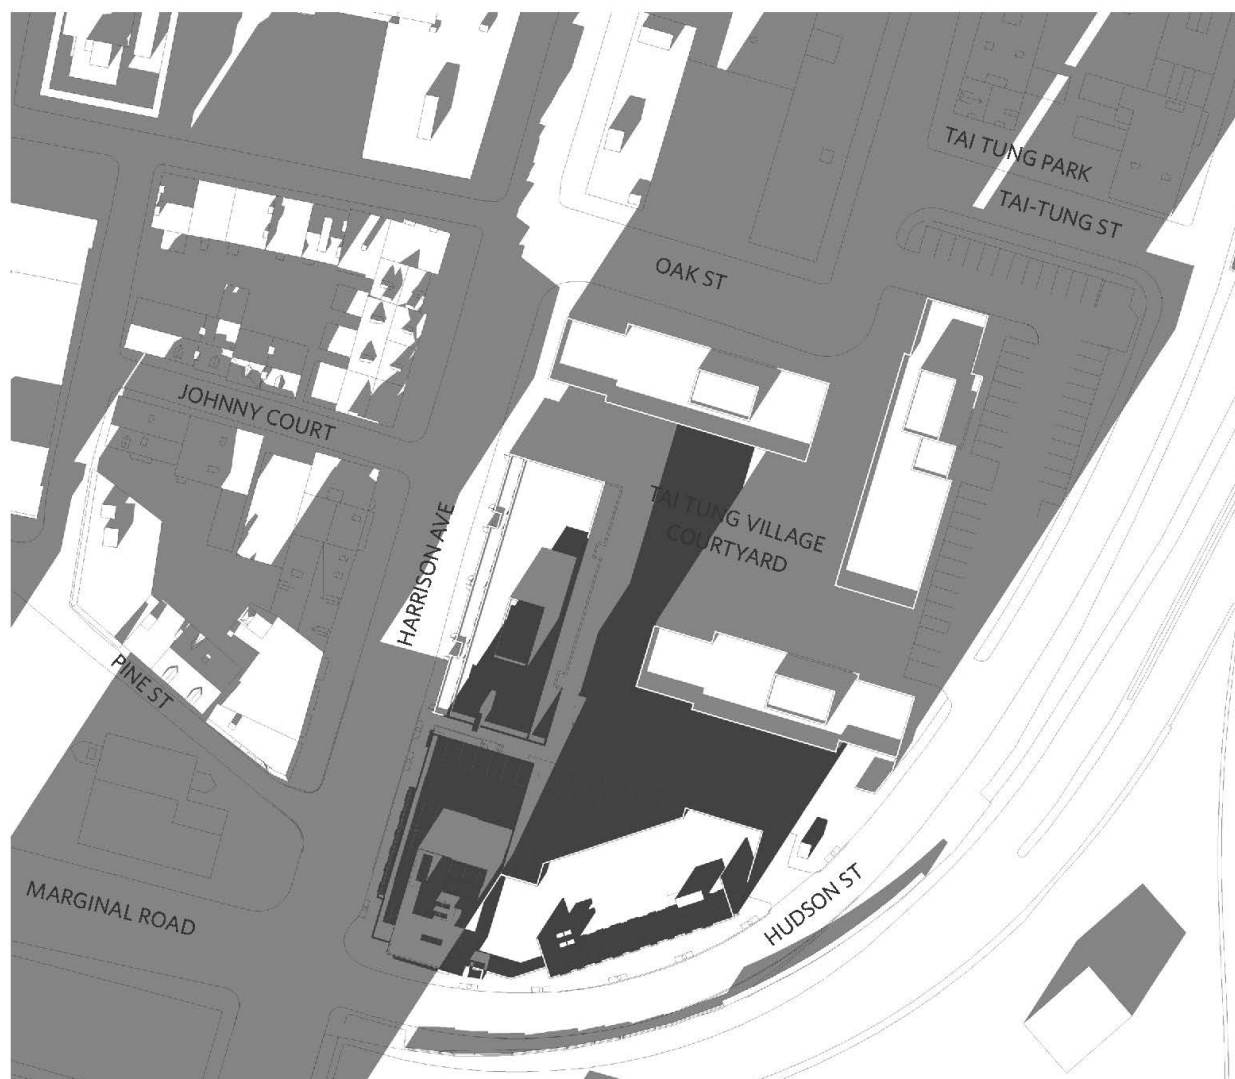 TAI TUNG PARK
TAI-TUNG ST
OAK ST
JOHNNY COURT
HARRISON AVE
TAI TUNG VILLAGE
COURTYARD
PINE ST
MARGINAL ROAD
HUDSON ST